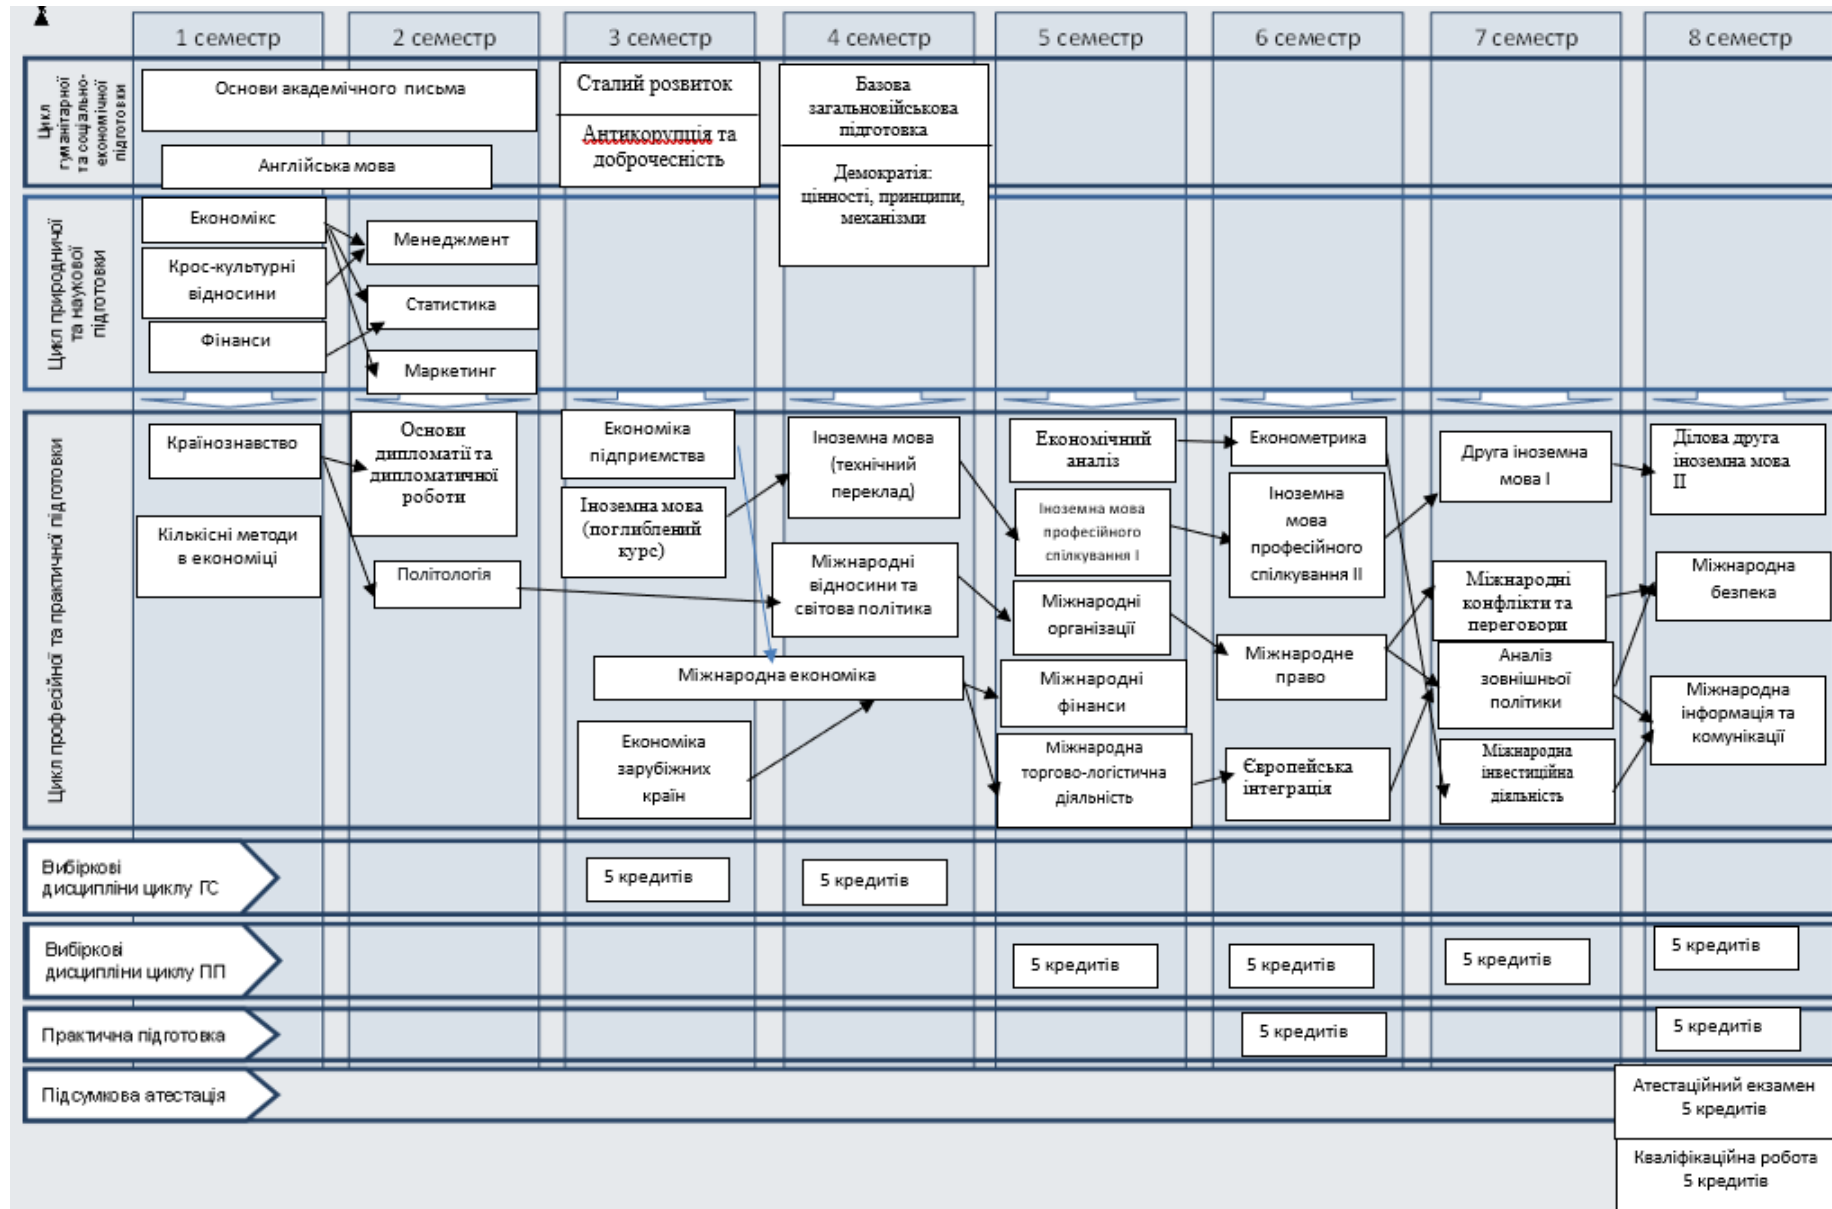 1 семестр
2 семестр
3 семестр
4 семестр
5 семестр
6 семестр
7 семестр
8 семестр
Цикл
гуманітарної
та соціально-
економічної
підготовки
Основи академічного письма
Англійська мова
Сталий розвиток
Антикорупція та
доброчесність
Базова
загальновійськова
підготовка
Демократія:
цінності, принципи,
механізми
Цикл природничої
та наукової
підготовки
Економікс
Крос-культурні
відносини
Фінанси
Менеджмент
Статистика
Маркетинг
Цикл професійної та практичної підготовки
Країнознавство
Кількісні методи
в економіці
Основи
дипломатії та
дипломатичної
роботи
Політологія
Економіка
підприємства
Іноземна мова
(поглиблений
курс)
Міжнародна економіка
Економіка
зарубіжних
країн
Іноземна мова
(технічний
переклад)
Міжнародні
відносини та
світова політика
Економічний
аналіз
Іноземна мова
професійного
спілкування І
Міжнародні
організації
Міжнародні
фінанси
Міжнародна
торгово-логістична
діяльність
Економетрика
Іноземна
мова
професійного
спілкування ІІ
Міжнародне
право
Європейська
інтеграція
Друга іноземна
мова І
Міжнародні
конфлікти та
переговори
Аналіз
зовнішньої
політики
Міжнародна
інвестиційна
діяльність
Ділова друга
іноземна мова
ІІ
Міжнародна
безпека
Міжнародна
інформація та
комунікації
Вибіркові
дисципліни циклу ГС
5 кредитів
5 кредитів
Вибіркові
дисципліни циклу ПП
5 кредитів
5 кредитів
5 кредитів
5 кредитів
Практична підготовка
5 кредитів
5 кредитів
Підсумкова атестація
Атестаційний екзамен
5 кредитів
Кваліфікаційна робота
5 кредитів